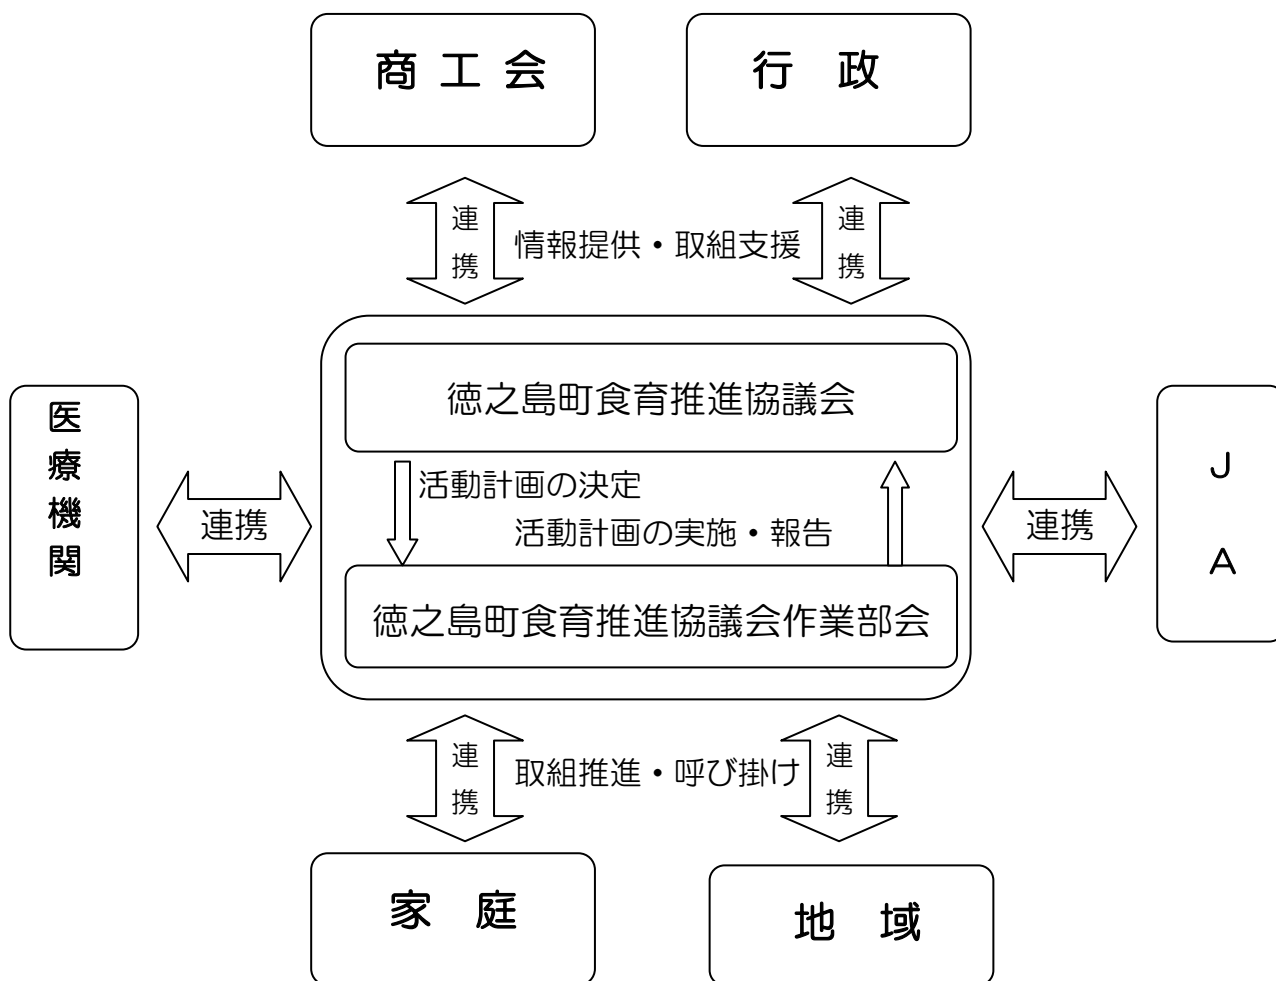 商工会
行　政
連携
情報提供・取組支援
連携
徳之島町食育推進協議会
医療機関
連携
活動計画の決定
活動計画の実施・報告
連携
ＪＡ
徳之島町食育推進協議会作業部会
連携
取組推進・呼び掛け
連携
家　庭
地　域